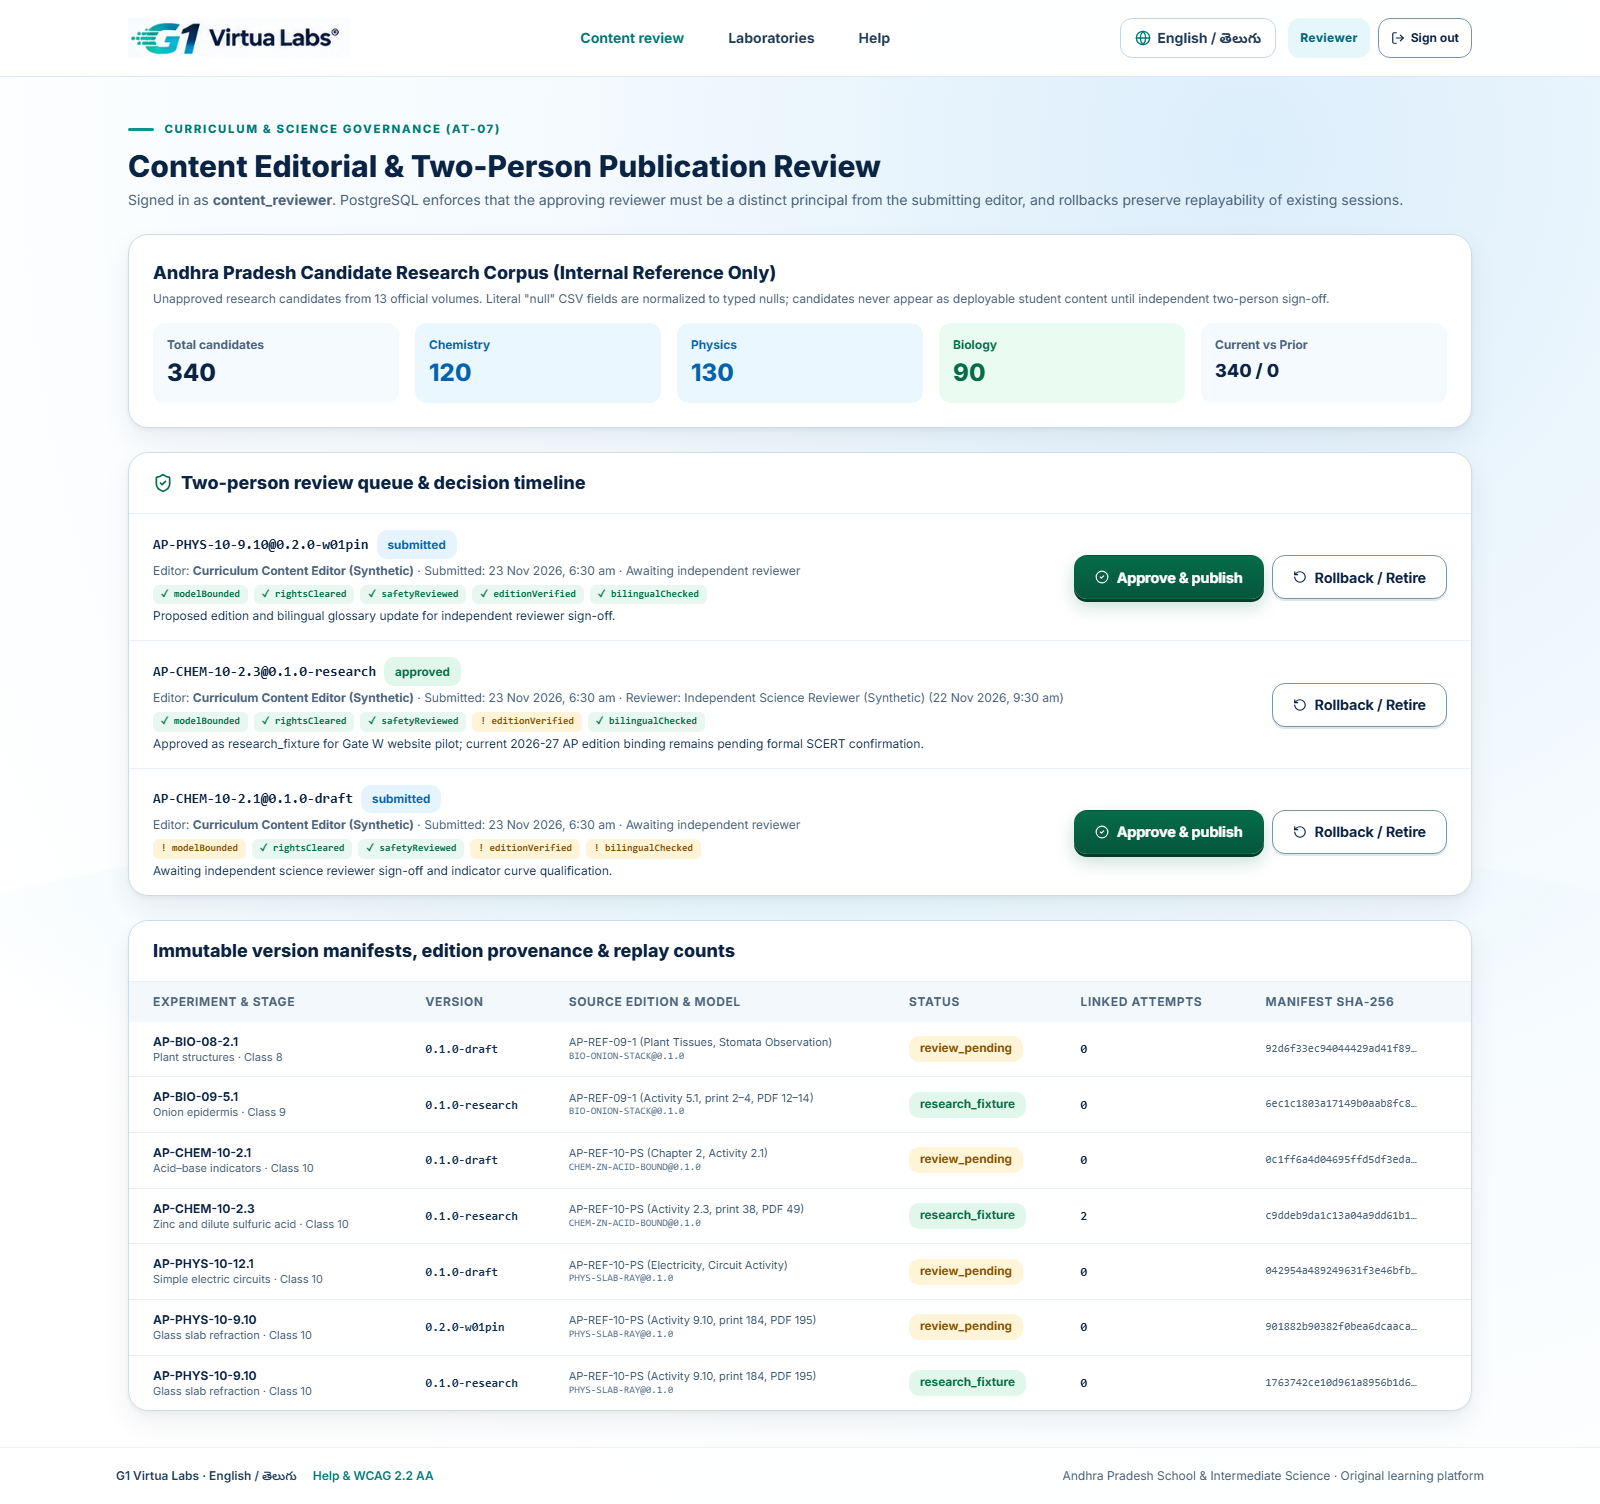 G1 Virtua Labs®
Content review
Laboratories
Help
English / తెలుగు
Reviewer
Sign out
CURRICULUM & SCIENCE GOVERNANCE (AT-07)
Content Editorial & Two-Person Publication Review
Signed in as content_reviewer. PostgreSQL enforces that the approving reviewer must be a distinct principal from the submitting editor, and rollbacks preserve replayability of existing sessions.
Andhra Pradesh Candidate Research Corpus (Internal Reference Only)
Unapproved research candidates from 13 official volumes. Literal "null" CSV fields are normalized to typed nulls; candidates never appear as deployable student content until independent two-person sign-off.
Total candidates
340
Chemistry
120
Physics
130
Biology
90
Current vs Prior
340 / 0
Two-person review queue & decision timeline
AP-PHYS-10-9.10@0.2.0-w01pin submitted
Editor: Curriculum Content Editor (Synthetic) · Submitted: 23 Nov 2026, 6:30 am · Awaiting independent reviewer
✓ modelBounded ✓ rightsCleared ✓ safetyReviewed ✓ editionVerified ✓ bilingualChecked
Proposed edition and bilingual glossary update for independent reviewer sign-off.
Approve & publish
Rollback / Retire
AP-CHEM-10-2.3@0.1.0-research approved
Editor: Curriculum Content Editor (Synthetic) · Submitted: 23 Nov 2026, 6:30 am · Reviewer: Independent Science Reviewer (Synthetic) (22 Nov 2026, 9:30 am)
✓ modelBounded ✓ rightsCleared ✓ safetyReviewed ! editionVerified ✓ bilingualChecked
Approved as research_fixture for Gate W website pilot; current 2026-27 AP edition binding remains pending formal SCERT confirmation.
Rollback / Retire
AP-CHEM-10-2.1@0.1.0-draft submitted
Editor: Curriculum Content Editor (Synthetic) · Submitted: 23 Nov 2026, 6:30 am · Awaiting independent reviewer
! modelBounded ✓ rightsCleared ✓ safetyReviewed ! editionVerified ! bilingualChecked
Awaiting independent science reviewer sign-off and indicator curve qualification.
Approve & publish
Rollback / Retire
Immutable version manifests, edition provenance & replay counts
EXPERIMENT & STAGE VERSION SOURCE EDITION & MODEL STATUS LINKED ATTEMPTS MANIFEST SHA-256
AP-BIO-08-2.1
Plant structures · Class 8
0.1.0-draft
AP-REF-09-1 (Plant Tissues, Stomata Observation)
BIO-ONION-STACK@0.1.0
review_pending
0
92d6f33ec94044429ad41f89…
AP-BIO-09-5.1
Onion epidermis · Class 9
0.1.0-research
AP-REF-09-1 (Activity 5.1, print 2–4, PDF 12–14)
BIO-ONION-STACK@0.1.0
research_fixture
0
6ec1c1803a17149b0aab8fc8…
AP-CHEM-10-2.1
Acid–base indicators · Class 10
0.1.0-draft
AP-REF-10-PS (Chapter 2, Activity 2.1)
CHEM-ZN-ACID-BOUND@0.1.0
review_pending
0
0c1ff6a4d04695ffd5df3eda…
AP-CHEM-10-2.3
Zinc and dilute sulfuric acid · Class 10
0.1.0-research
AP-REF-10-PS (Activity 2.3, print 38, PDF 49)
CHEM-ZN-ACID-BOUND@0.1.0
research_fixture
2
c9ddeb9da1c13a04a9dd61b1…
AP-PHYS-10-12.1
Simple electric circuits · Class 10
0.1.0-draft
AP-REF-10-PS (Electricity, Circuit Activity)
PHYS-SLAB-RAY@0.1.0
review_pending
0
042954a489249631f3e46bfb…
AP-PHYS-10-9.10
Glass slab refraction · Class 10
0.2.0-w01pin
AP-REF-10-PS (Activity 9.10, print 184, PDF 195)
PHYS-SLAB-RAY@0.1.0
review_pending
0
901882b90382f0bea6dcaaca…
AP-PHYS-10-9.10
Glass slab refraction · Class 10
0.1.0-research
AP-REF-10-PS (Activity 9.10, print 184, PDF 195)
PHYS-SLAB-RAY@0.1.0
research_fixture
0
1763742ce10d961a8956b1d6…
G1 Virtua Labs · English / తెలుగు
Help & WCAG 2.2 AA
Andhra Pradesh School & Intermediate Science · Original learning platform